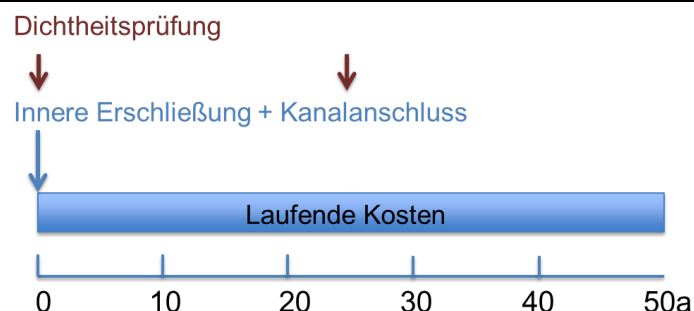 Dichtheitsprüfung
Innere Erschließung + Kanalanschluss
Laufende Kosten
0 10 20 30 40 50a